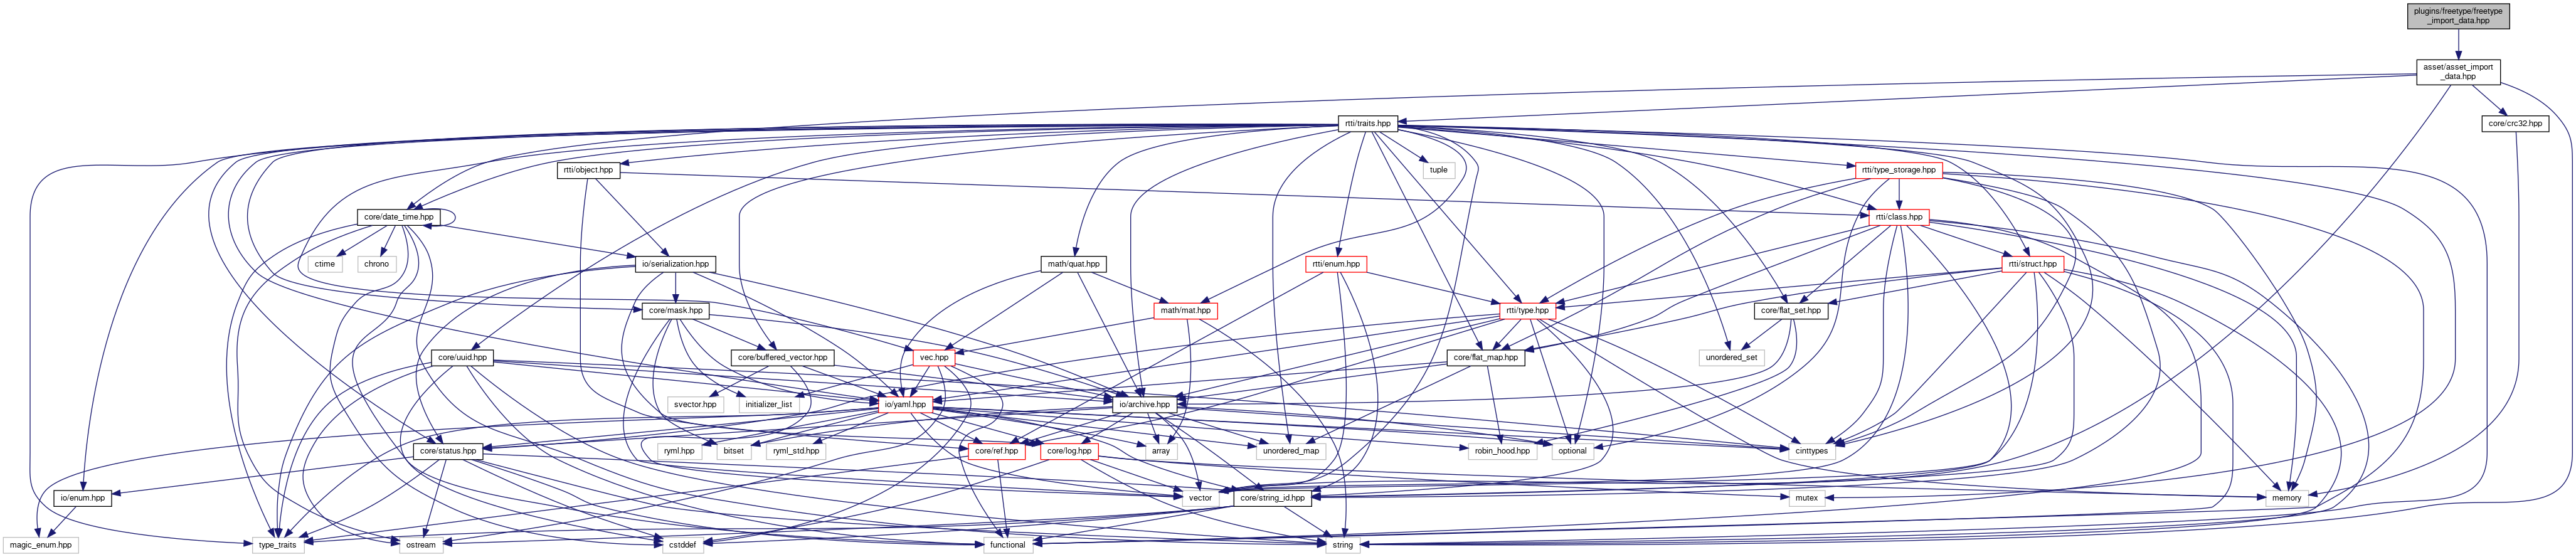 plugins/freetype/freetype
_import_data.hpp
asset/asset_import
_data.hpp
rtti/traits.hpp
core/crc32.hpp
rtti/object.hpp
tuple
rtti/type_storage.hpp
core/date_time.hpp
rtti/class.hpp
ctime
chrono
io/serialization.hpp
math/quat.hpp
rtti/enum.hpp
rtti/struct.hpp
core/mask.hpp
math/mat.hpp
rtti/type.hpp
core/flat_set.hpp
core/uuid.hpp
core/buffered_vector.hpp
vec.hpp
core/flat_map.hpp
unordered_set
svector.hpp
initializer_list
io/yaml.hpp
io/archive.hpp
core/status.hpp
ryml.hpp
bitset
ryml_std.hpp
core/ref.hpp
core/log.hpp
array
unordered_map
robin_hood.hpp
optional
cinttypes
io/enum.hpp
vector
core/string_id.hpp
mutex
memory
magic_enum.hpp
type_traits
ostream
cstddef
functional
string